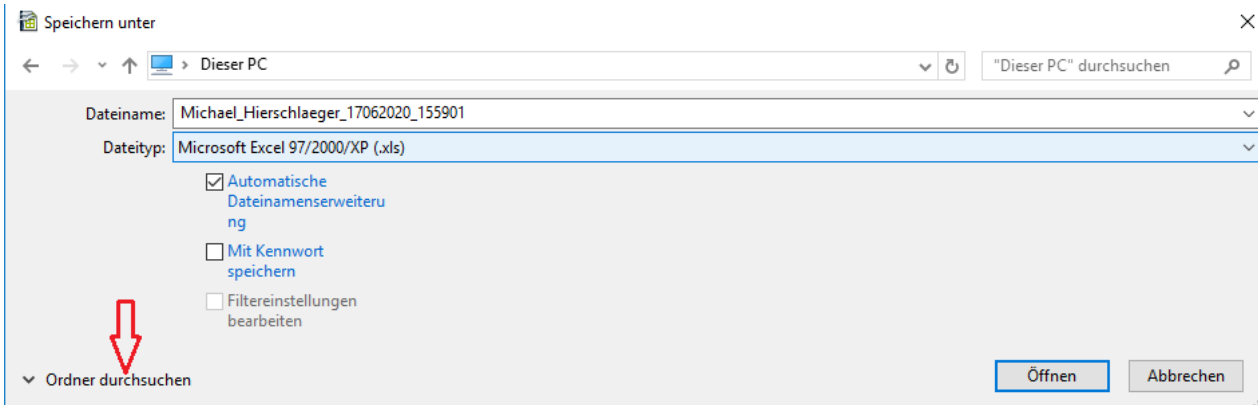 Speichern unter
Dieser PC
"Dieser PC" durchsuchen
Dateiname: Michael_Hierschlaeger_17062020_155901
Dateityp: Microsoft Excel 97/2000/XP (.xls)
Automatische
Dateinamenserweiteru
ng
Mit Kennwort
speichern
Filtereinstellungen
bearbeiten
Ordner durchsuchen
Öffnen
Abbrechen